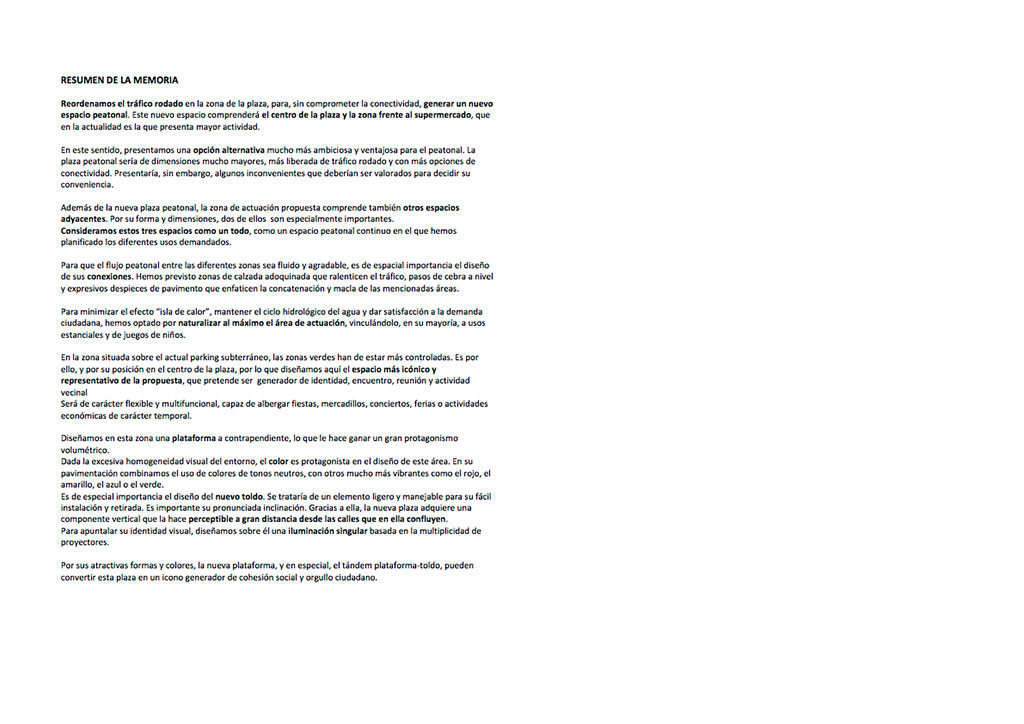 RESUMEN DE LA MEMORIA
Reordenamos el tráfico rodado en la zona de la plaza, para, sin comprometer la conectividad, generar un nuevo
espacio peatonal. Este nuevo espacio comprenderá el centro de la plaza y la zona frente al supermercado, que
en la actualidad es la que presenta mayor actividad.
En este sentido, presentamos una opción alternativa mucho más ambiciosa y ventajosa para el peatonal. La
plaza peatonal sería de dimensiones mucho mayores, más liberada de tráfico rodado y con más opciones de
conectividad. Presentaría, sin embargo, algunos inconvenientes que deberían ser valorados para decidir su
conveniencia.
Además de la nueva plaza peatonal, la zona de actuación propuesta comprende también otros espacios
adyacentes. Por su forma y dimensiones, dos de ellos son especialmente importantes.
Consideramos estos tres espacios como un todo, como un espacio peatonal continuo en el que hemos
planificado los diferentes usos demandados.
Para que el flujo peatonal entre las diferentes zonas sea fluido y agradable, es de espacial importancia el diseño
de sus conexiones. Hemos previsto zonas de calzada adoquinada que ralenticen el tráfico, pasos de cebra a nivel
y expresivos despieces de pavimento que enfaticen la concatenación y macla de las mencionadas áreas.
Para minimizar el efecto “isla de calor”, mantener el ciclo hidrológico del agua y dar satisfacción a la demanda
ciudadana, hemos optado por naturalizar al máximo el área de actuación, vinculándolo, en su mayoría, a usos
estanciales y de juegos de niños.
En la zona situada sobre el actual parking subterráneo, las zonas verdes han de estar más controladas. Es por
ello, y por su posición en el centro de la plaza, por lo que diseñamos aquí el espacio más icónico y
representativo de la propuesta, que pretende ser generador de identidad, encuentro, reunión y actividad
vecinal
Será de carácter flexible y multifuncional, capaz de albergar fiestas, mercadillos, conciertos, ferias o actividades
económicas de carácter temporal.
Diseñamos en esta zona una plataforma a contrapendiente, lo que le hace ganar un gran protagonismo
volumétrico.
Dada la excesiva homogeneidad visual del entorno, el color es protagonista en el diseño de este área. En su
pavimentación combinamos el uso de colores de tonos neutros, con otros mucho más vibrantes como el rojo, el
amarillo, el azul o el verde.
Es de especial importancia el diseño del nuevo toldo. Se trataría de un elemento ligero y manejable para su fácil
instalación y retirada. Es importante su pronunciada inclinación. Gracias a ella, la nueva plaza adquiere una
componente vertical que la hace perceptible a gran distancia desde las calles que en ella confluyen.
Para apuntalar su identidad visual, diseñamos sobre él una iluminación singular basada en la multiplicidad de
proyectores.
Por sus atractivas formas y colores, la nueva plataforma, y en especial, el tándem plataforma-toldo, pueden
convertir esta plaza en un icono generador de cohesión social y orgullo ciudadano.